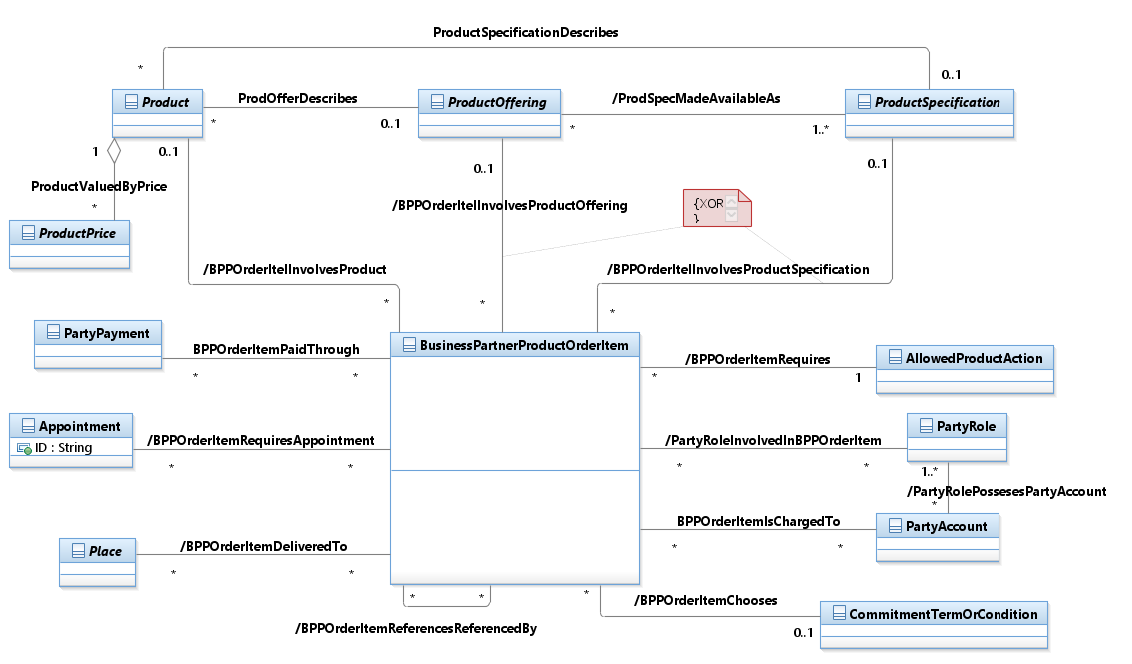 ProductSpecificationDescribes
*
0..1
Product
ProdOfferDescribes
ProductOffering
/ProdSpecMadeAvailableAs
ProductSpecification
*
0..1
*
1..*
1
0..1
0..1
0..1
ProductValuedByPrice
*
/BPPOrderItelInvolvesProductOffering
{XOR
}
ProductPrice
/BPPOrderItelInvolvesProduct
/BPPOrderItelInvolvesProductSpecification
*
*
*
PartyPayment
BPPOrderItemPaidThrough
*
*
BusinessPartnerProductOrderItem
/BPPOrderItemRequires
*
1
AllowedProductAction
Appointment
ID : String
/BPPOrderItemRequiresAppointment
*
*
/PartyRoleInvolvedInBPPOrderItem
*
*
PartyRole
1..*
/PartyRolePossesesPartyAccount
*
BPPOrderItemIsChargedTo
*
*
PartyAccount
Place
/BPPOrderItemDeliveredTo
*
*
*
*
/BPPOrderItemReferencesReferencedBy
*
/BPPOrderItemChooses
0..1
CommitmentTermOrCondition